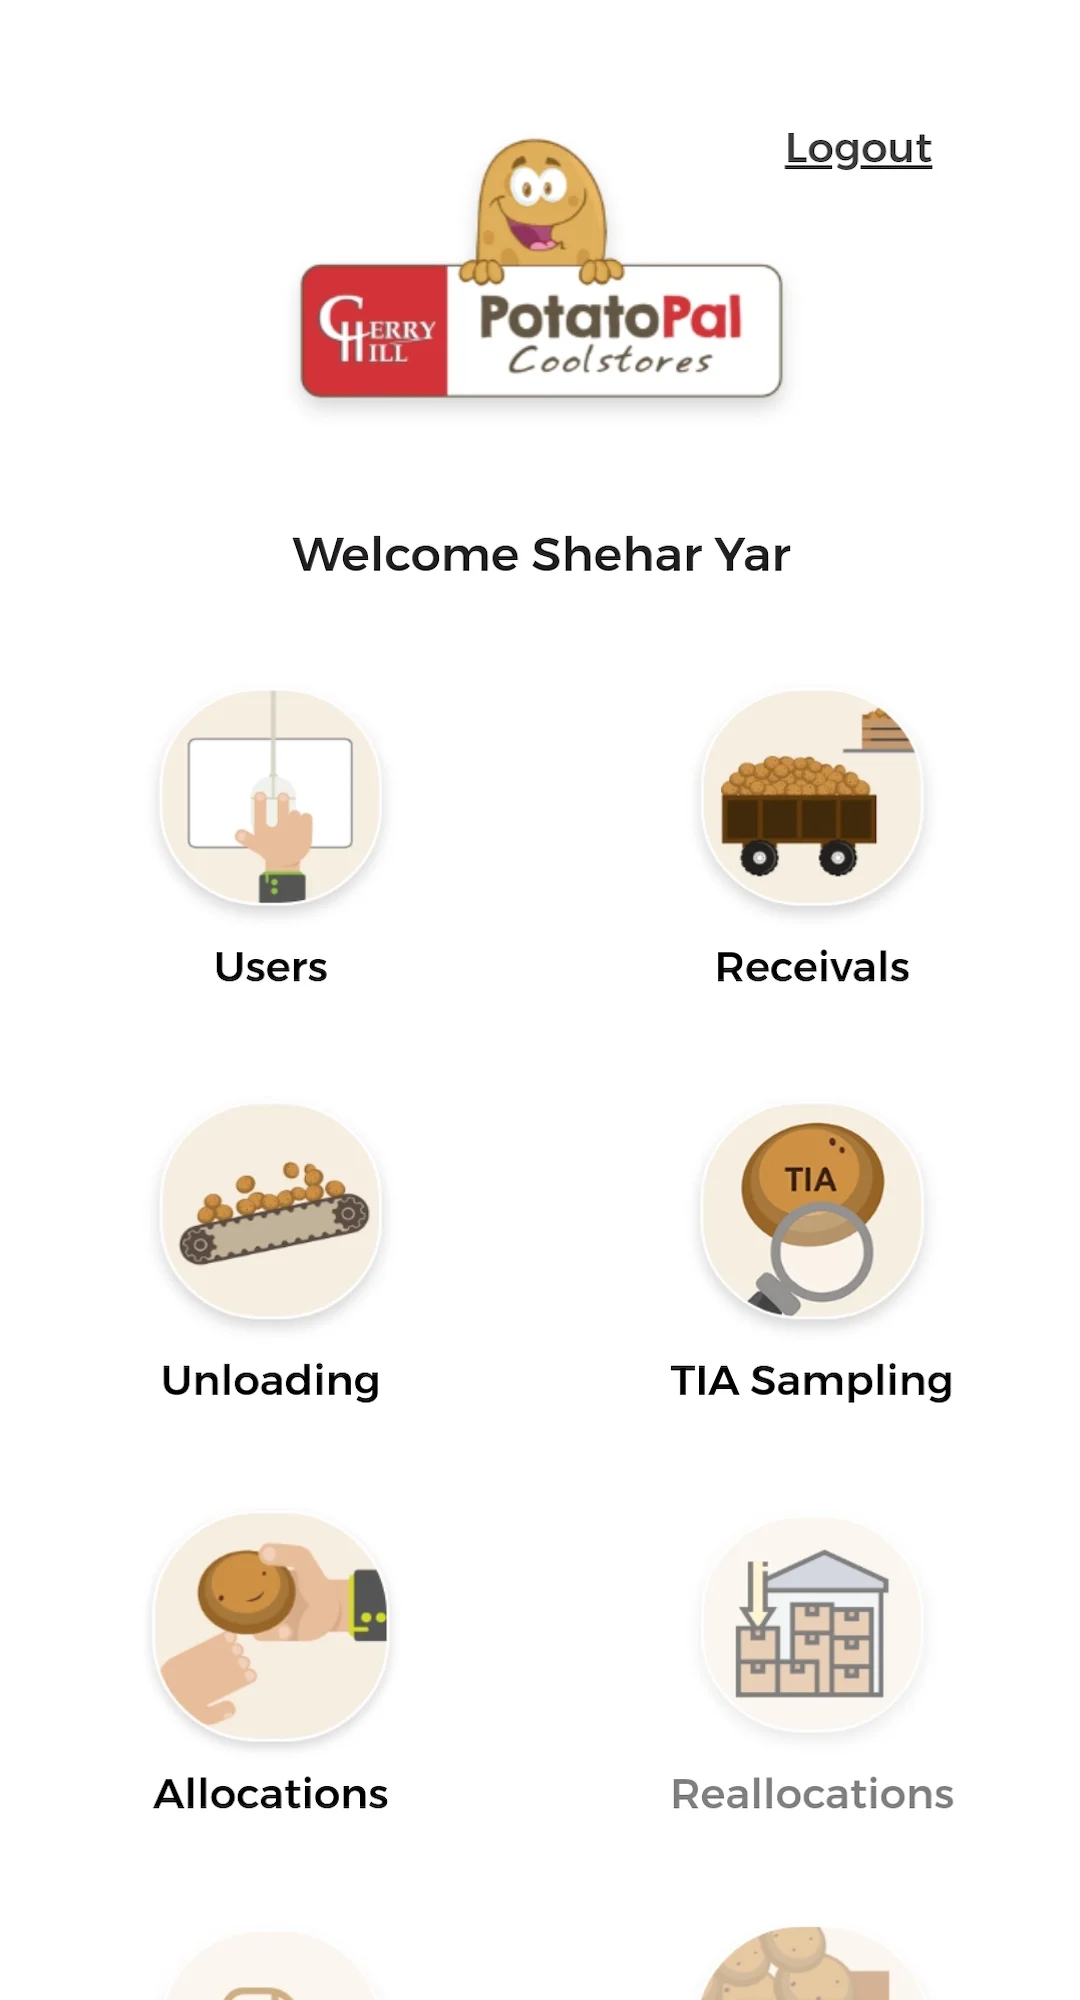 Logout
CHERRY HILL
PotatoPal
Coolstores
Welcome Shehar Yar
Users
Receivals
TIA
Unloading
TIA Sampling
Allocations
Reallocations